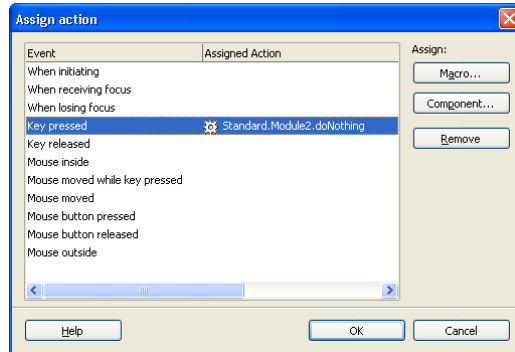 Assign action
Event Assigned Action
Assign:
When initiating
When receiving focus
When losing focus
Key pressed Standard.Module2.doNothing
Key released
Mouse inside
Mouse moved while key pressed
Mouse moved
Mouse button pressed
Mouse button released
Mouse outside
Macro...
Component...
Remove
Help
OK
Cancel